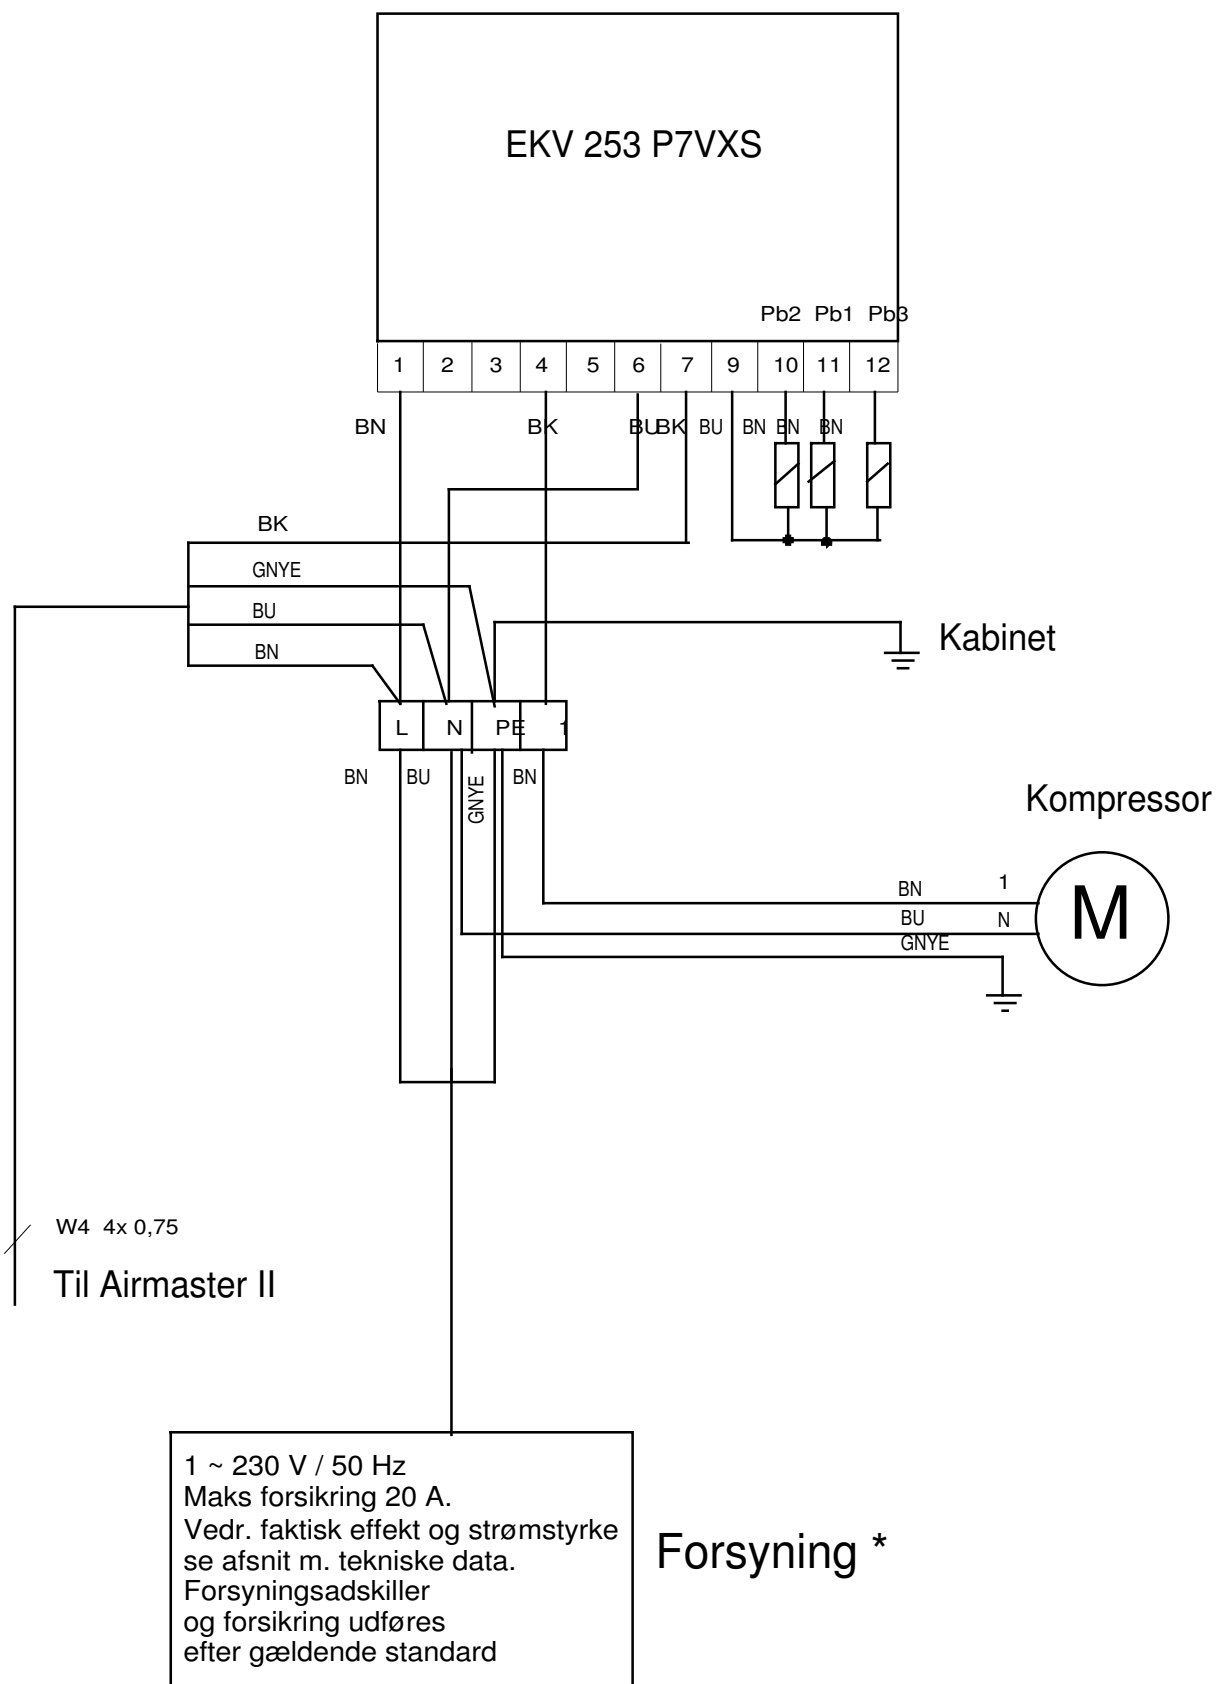 EKV 253 P7VXS
Pb2 Pb1 Pb3
1 2 3 4 5 6 7 9 10 11 12
BN BK BU BK BU BN BN BN
BK
GNYE
BU
BN
Kabinet
L N PE 1
BN BU GNYE BN
Kompressor
BN 1
BU N
GNYE
M
W4 4x 0,75
Til Airmaster II
1 ~ 230 V / 50 Hz
Maks forsikring 20 A.
Vedr. faktisk effekt og strømstyrke
se afsnit m. tekniske data.
Forsyningsadskiller
og forsikring udføres
efter gældende standard
Forsyning *